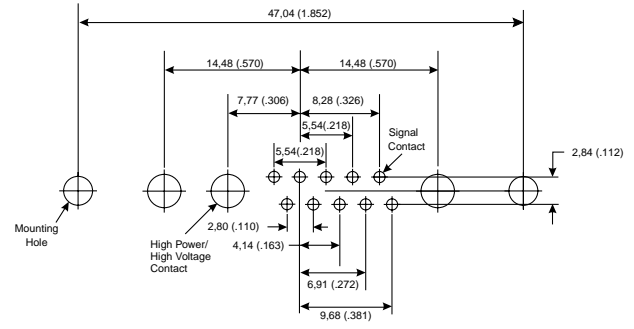 47,04 (1.852)
14,48 (.570)
14,48 (.570)
7,77 (.306)
8,28 (.326)
5,54(.218)
Signal
Contact
5,54(.218)
2,84 (.112)
Mounting
Hole
2,80 (.110)
High Power/
High Voltage
Contact
4,14 (.163)
6,91 (.272)
9,68 (.381)